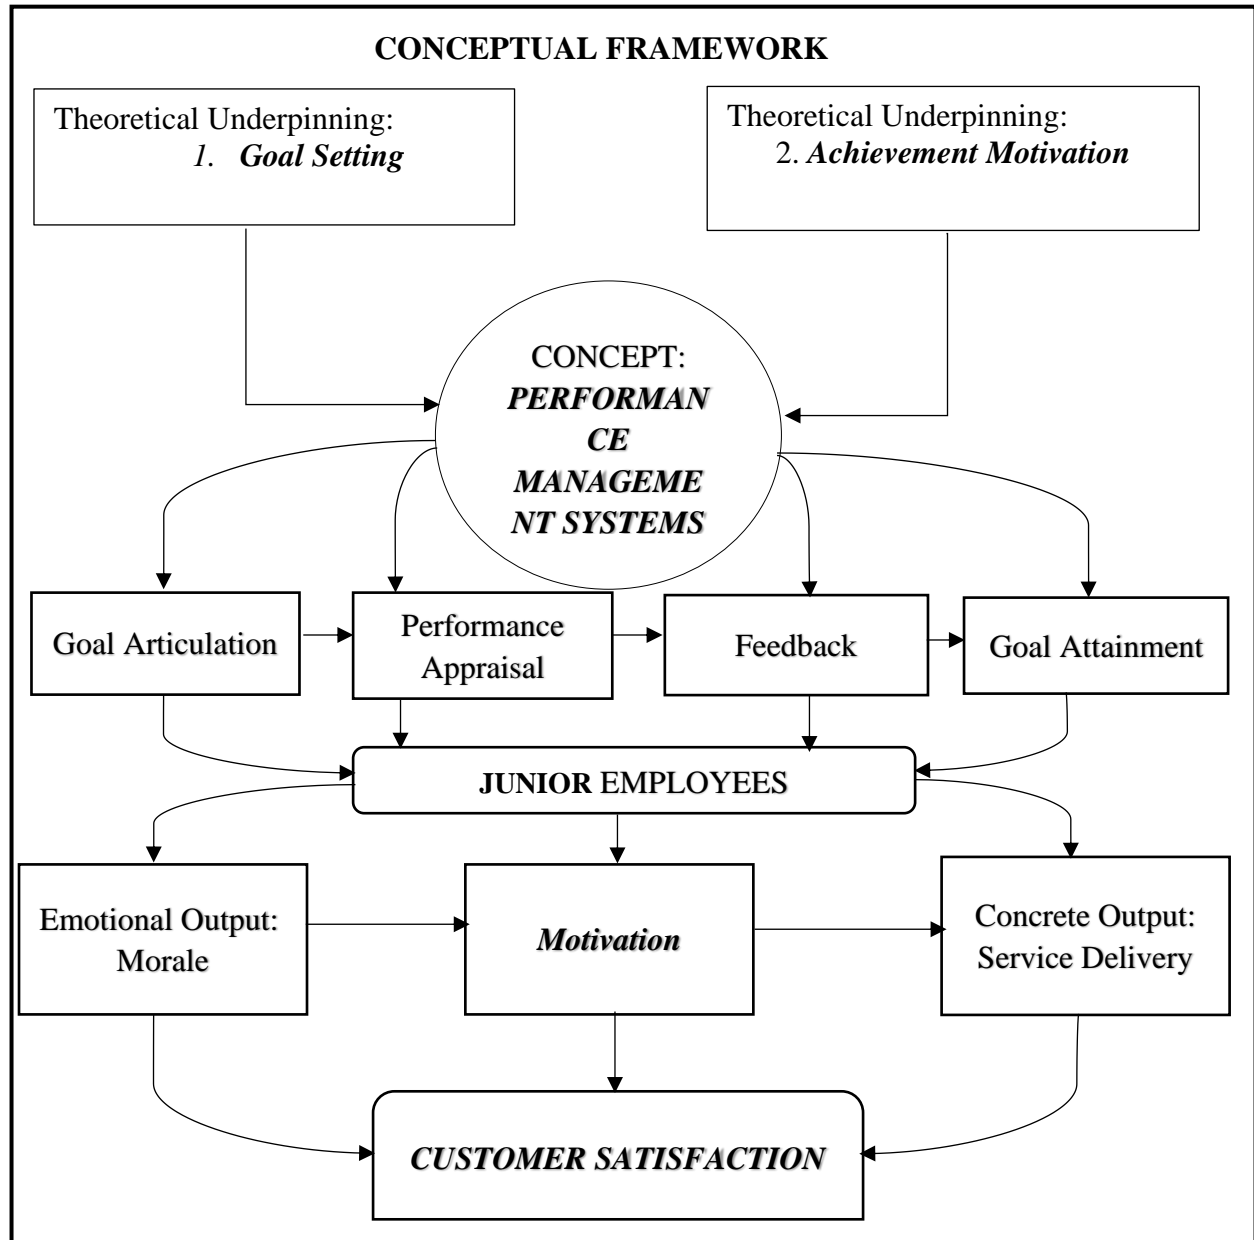 CONCEPTUAL FRAMEWORK
Theoretical Underpinning:
1. Goal Setting
Theoretical Underpinning:
2. Achievement Motivation
CONCEPT:
PERFORMAN
CE
MANAGEME
NT SYSTEMS
Goal Articulation
Performance
Appraisal
Feedback
Goal Attainment
JUNIOR EMPLOYEES
Emotional Output:
Morale
Motivation
Concrete Output:
Service Delivery
CUSTOMER SATISFACTION